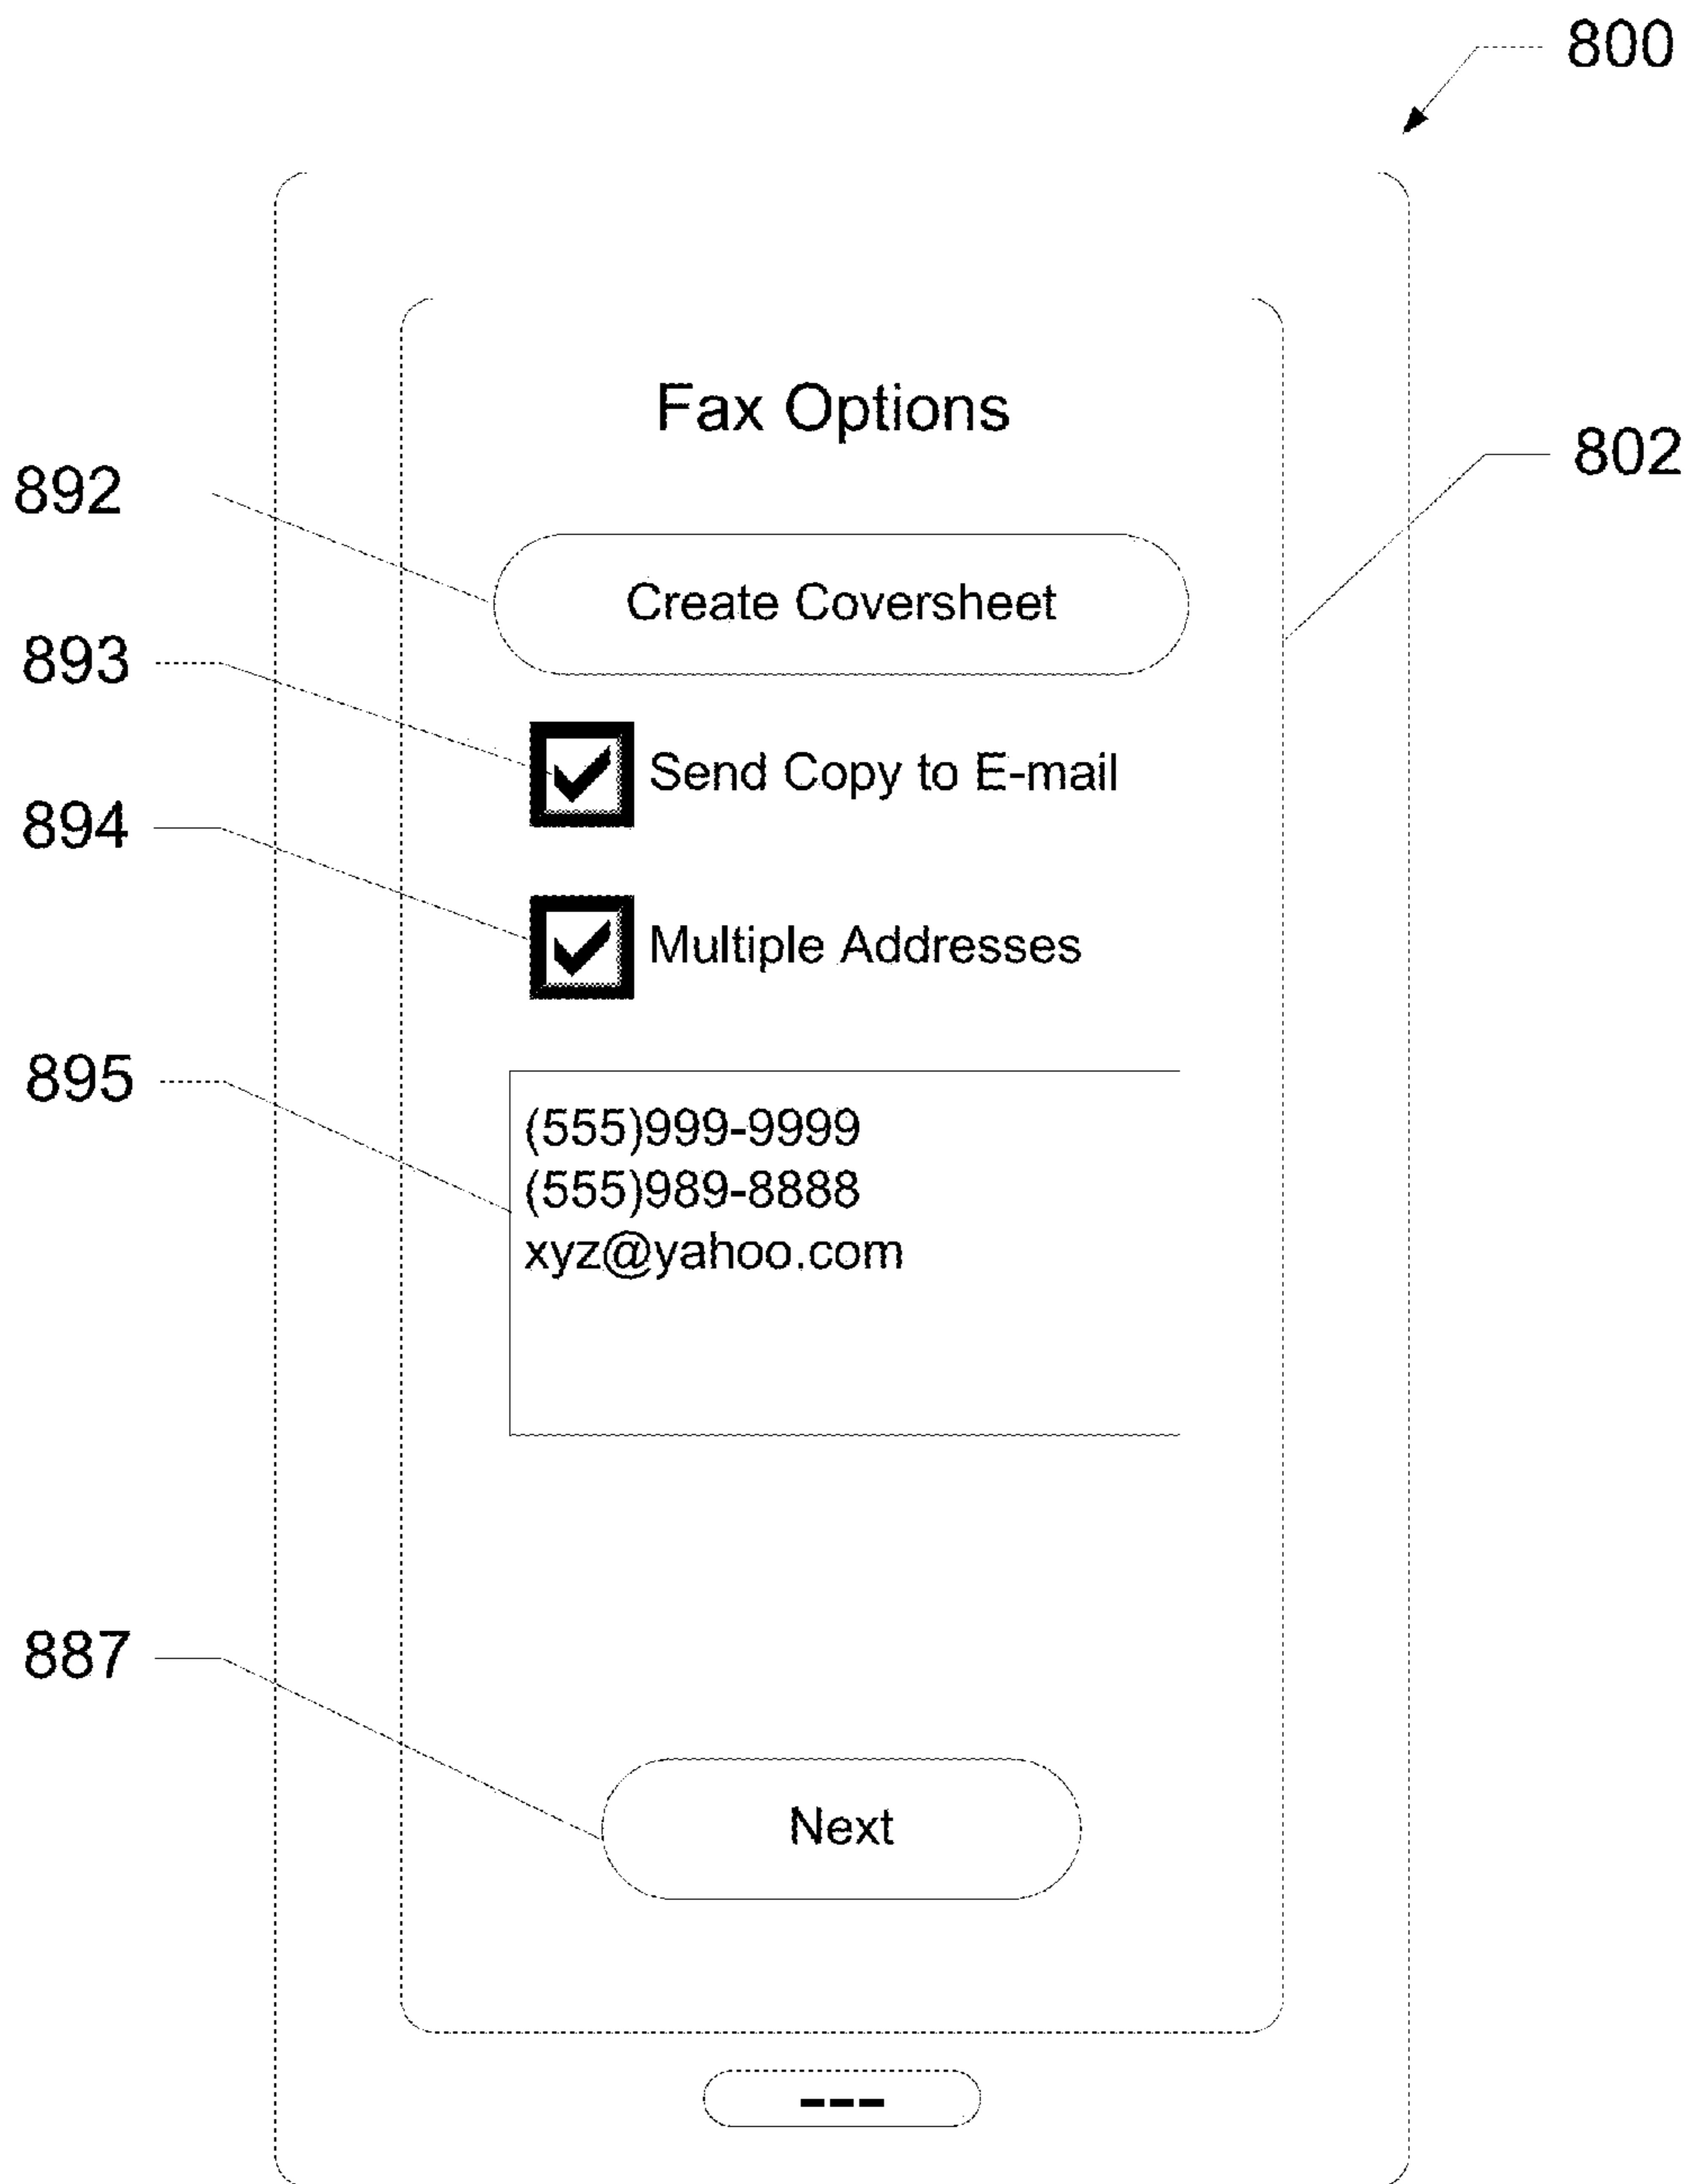 800
Fax Options
802
892
Create Coversheet
893
Send Copy to E-mail
894
Multiple Addresses
895
(555)999-9999
(555)989-8888
xyz@yahoo.com
887
Next
---